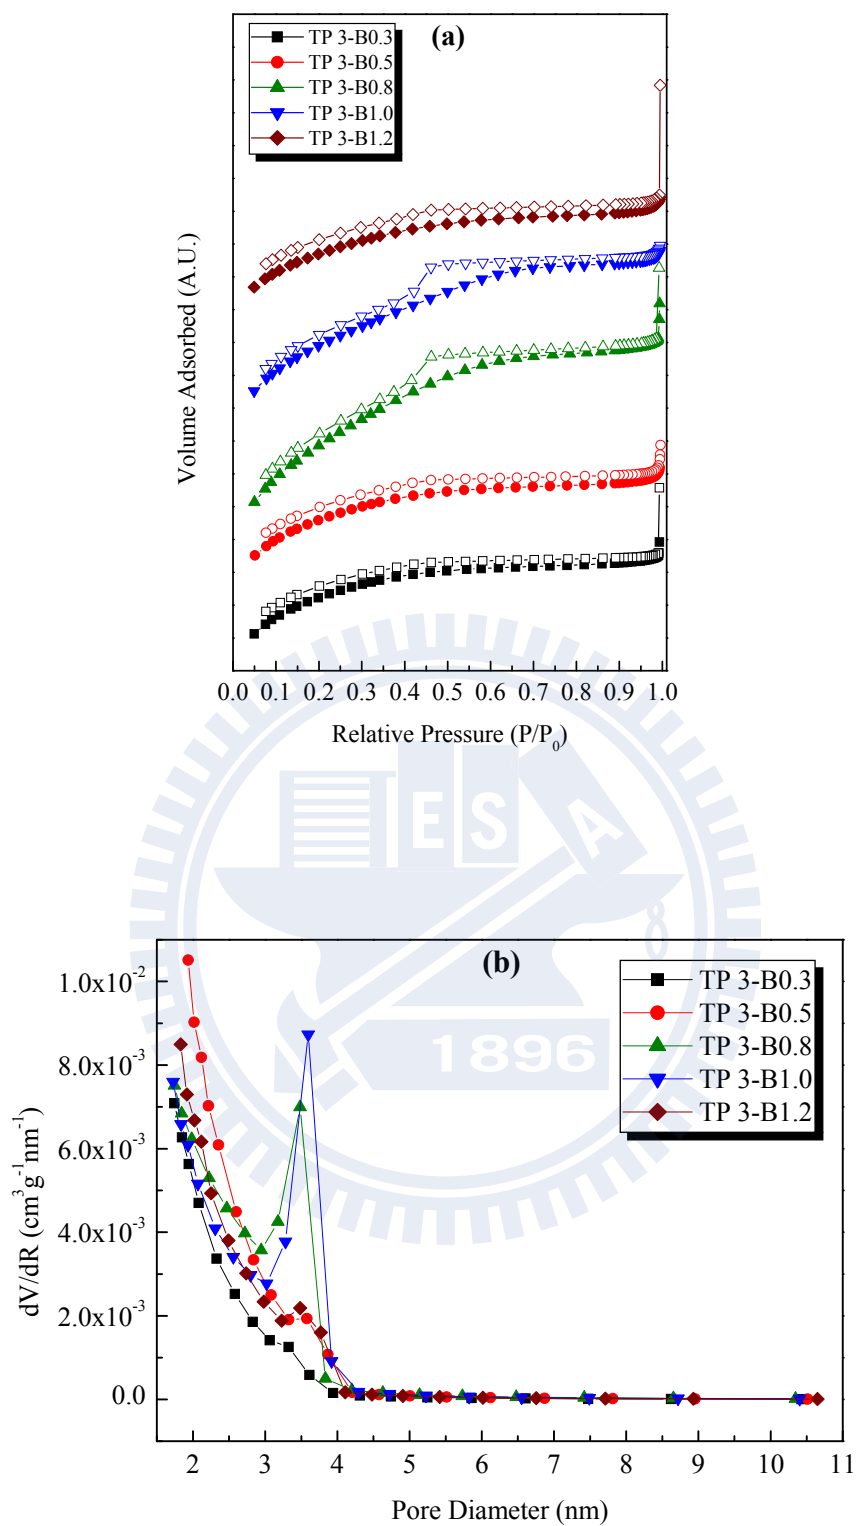 (a)
TP 3-B0.3
TP 3-B0.5
TP 3-B0.8
TP 3-B1.0
TP 3-B1.2
Volume Adsorbed (A.U.)
0.0 0.1 0.2 0.3 0.4 0.5 0.6 0.7 0.8 0.9 1.0
Relative Pressure (P/P₀)
E S A
1896
(b)
TP 3-B0.3
TP 3-B0.5
TP 3-B0.8
TP 3-B1.0
TP 3-B1.2
1.0x10⁻²
8.0x10⁻³
6.0x10⁻³
4.0x10⁻³
2.0x10⁻³
0.0
dV/dR (cm³g⁻¹nm⁻¹)
2 3 4 5 6 7 8 9 10 11
Pore Diameter (nm)